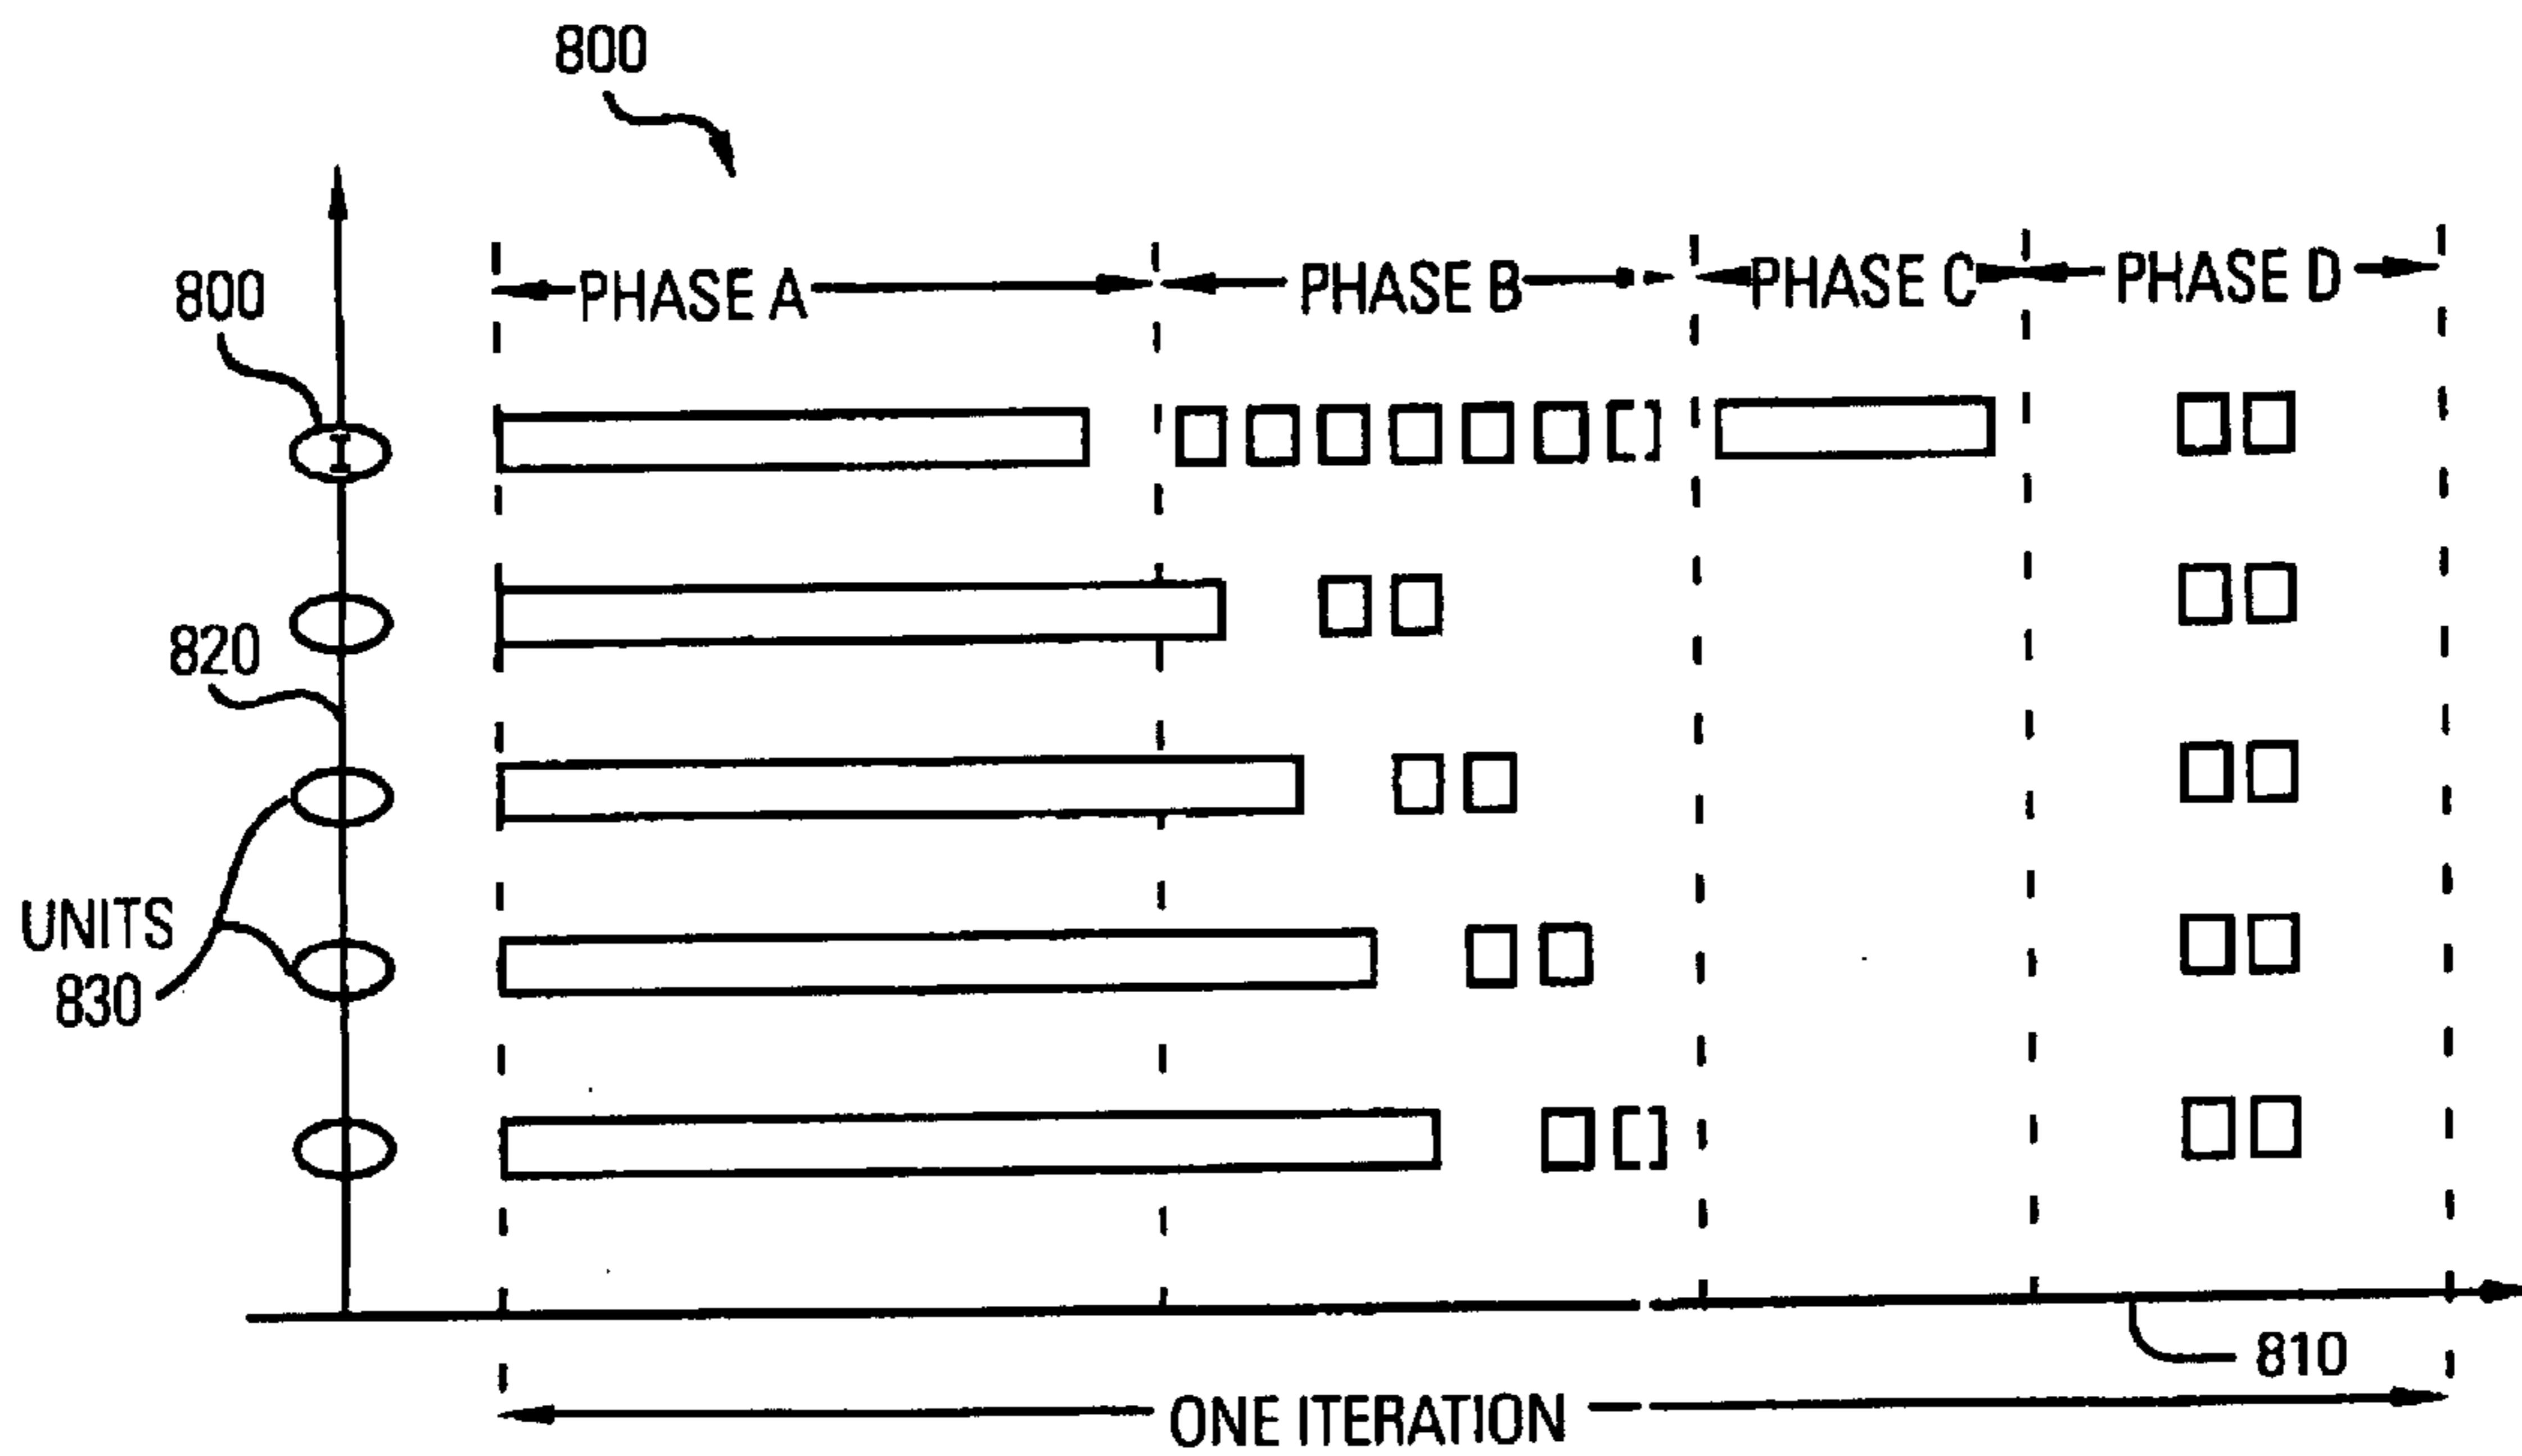 800
PHASE A PHASE B PHASE C PHASE D
800
I
820
UNITS
830
810
ONE ITERATION